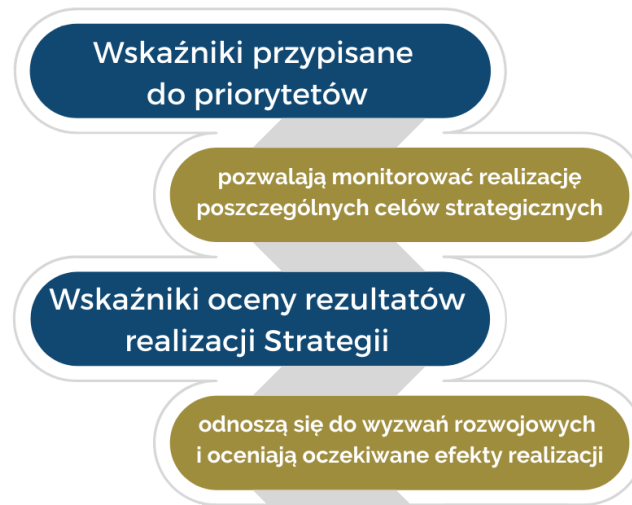 Wskaźniki przypisane
do priorytetów
pozwalają monitorować realizację
poszczególnych celów strategicznych
Wskaźniki oceny rezultatów
realizacji Strategii
odnoszą się do wyzwań rozwojowych
i oceniają oczekiwane efekty realizacji